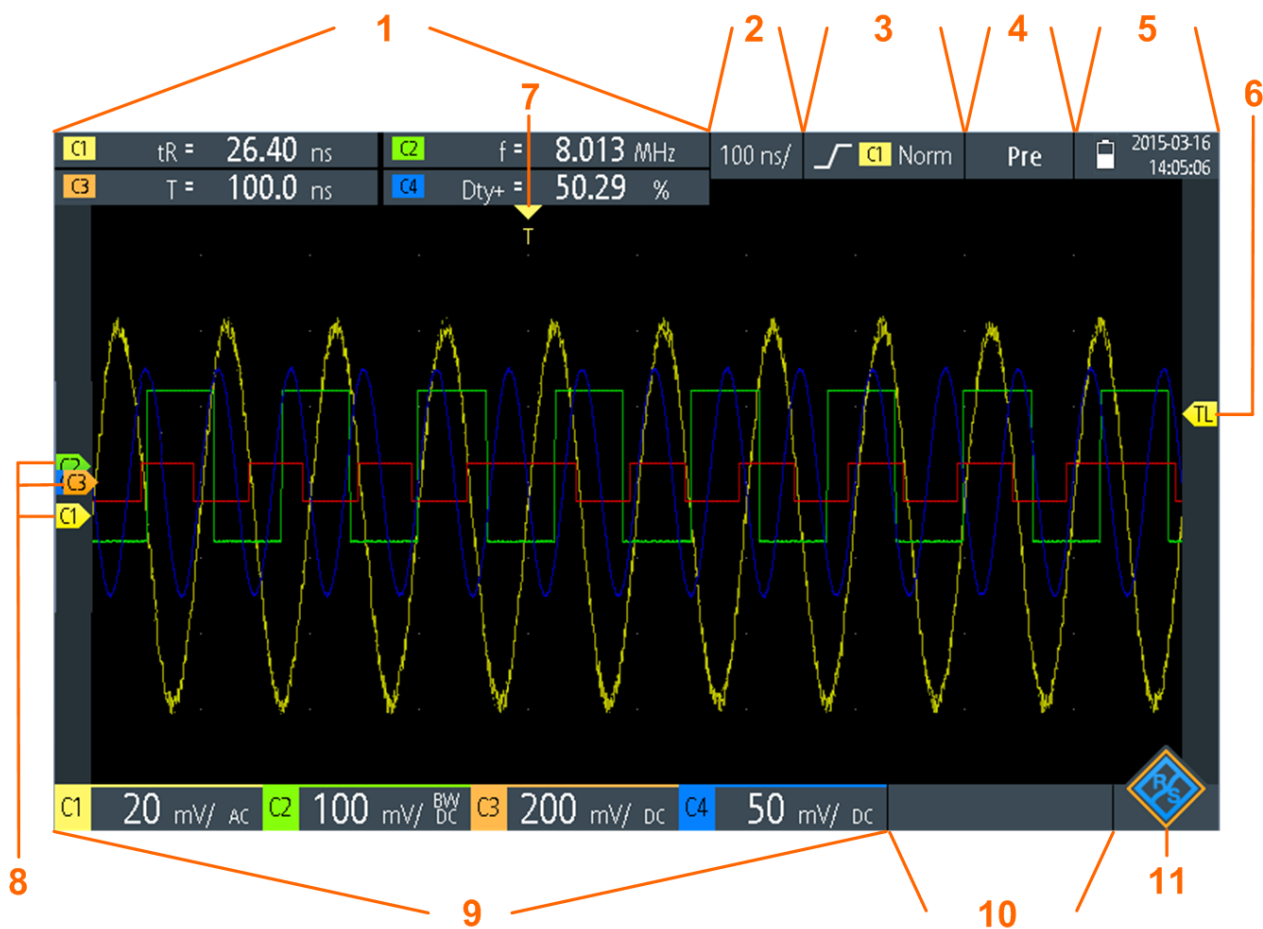 1 2 3 4 5
7 6
C1 tR = 26.40 ns C2 f = 8.013 MHz 100 ns/ C1 Norm Pre 2015-03-16
14:05:06
C3 T = 100.0 ns C4 Dty+ = 50.29 %
T
TL
C2
C3
C1
R S
C1 20 mV/ AC C2 100 mV/ BW DC C3 200 mV/ DC C4 50 mV/ DC
8 9 10 11